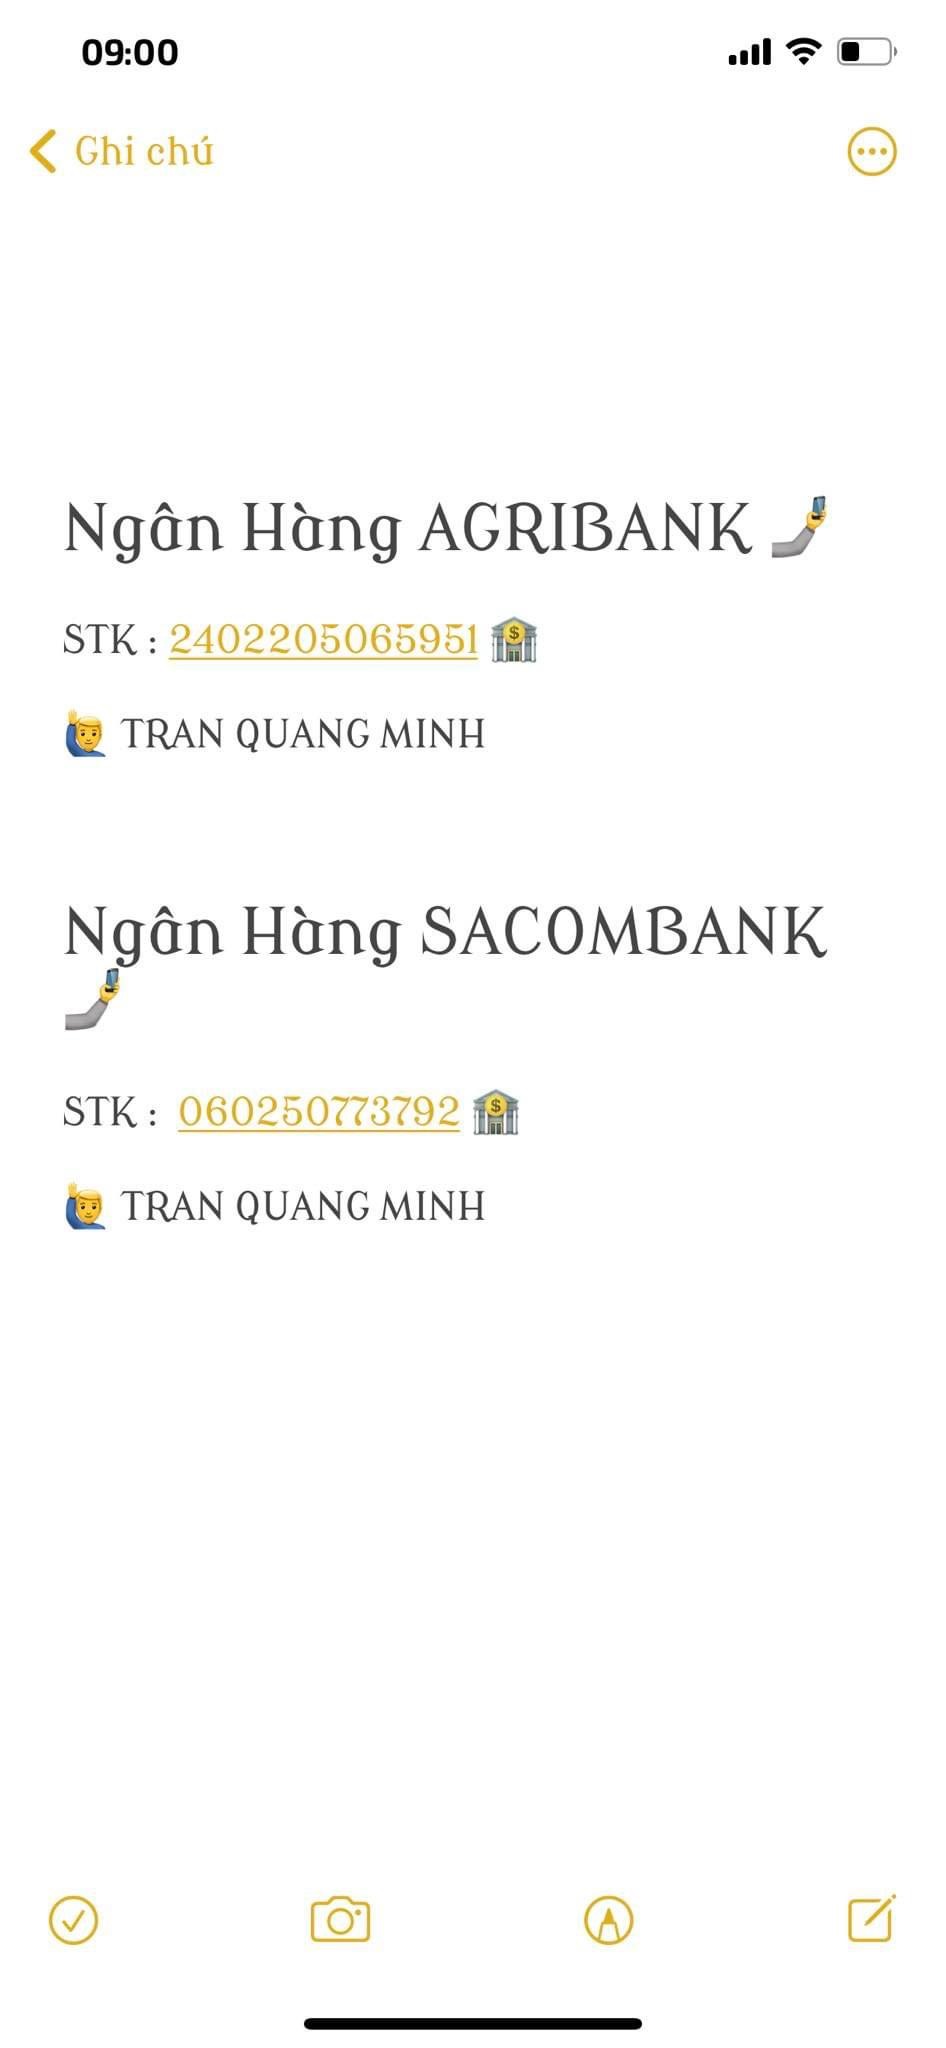 09:00
Ghi chú
Ngân Hàng AGRIBANK
STK : 2402205065951
TRAN QUANG MINH
Ngân Hàng SACOMBANK
STK : 060250773792
TRAN QUANG MINH